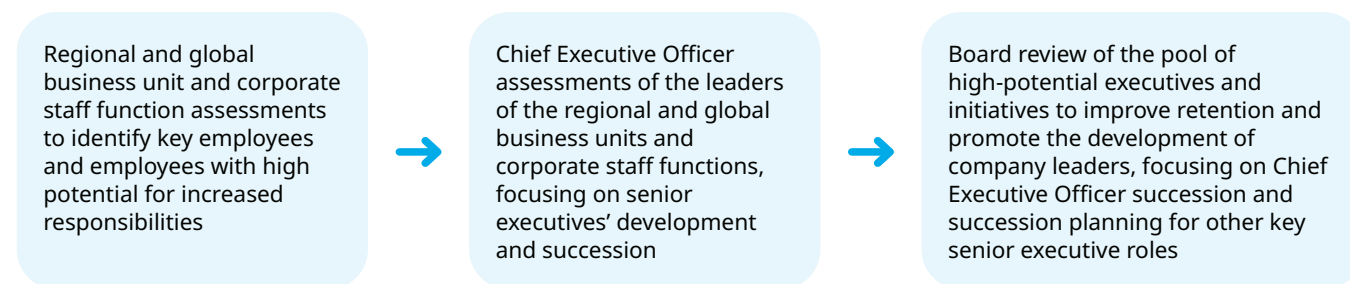 Regional and global
business unit and corporate
staff function assessments
to identify key employees
and employees with high
potential for increased
responsibilities
Chief Executive Officer
assessments of the leaders
of the regional and global
business units and
corporate staff functions,
focusing on senior
executives’ development
and succession
Board review of the pool of
high-potential executives and
initiatives to improve retention and
promote the development of
company leaders, focusing on Chief
Executive Officer succession and
succession planning for other key
senior executive roles